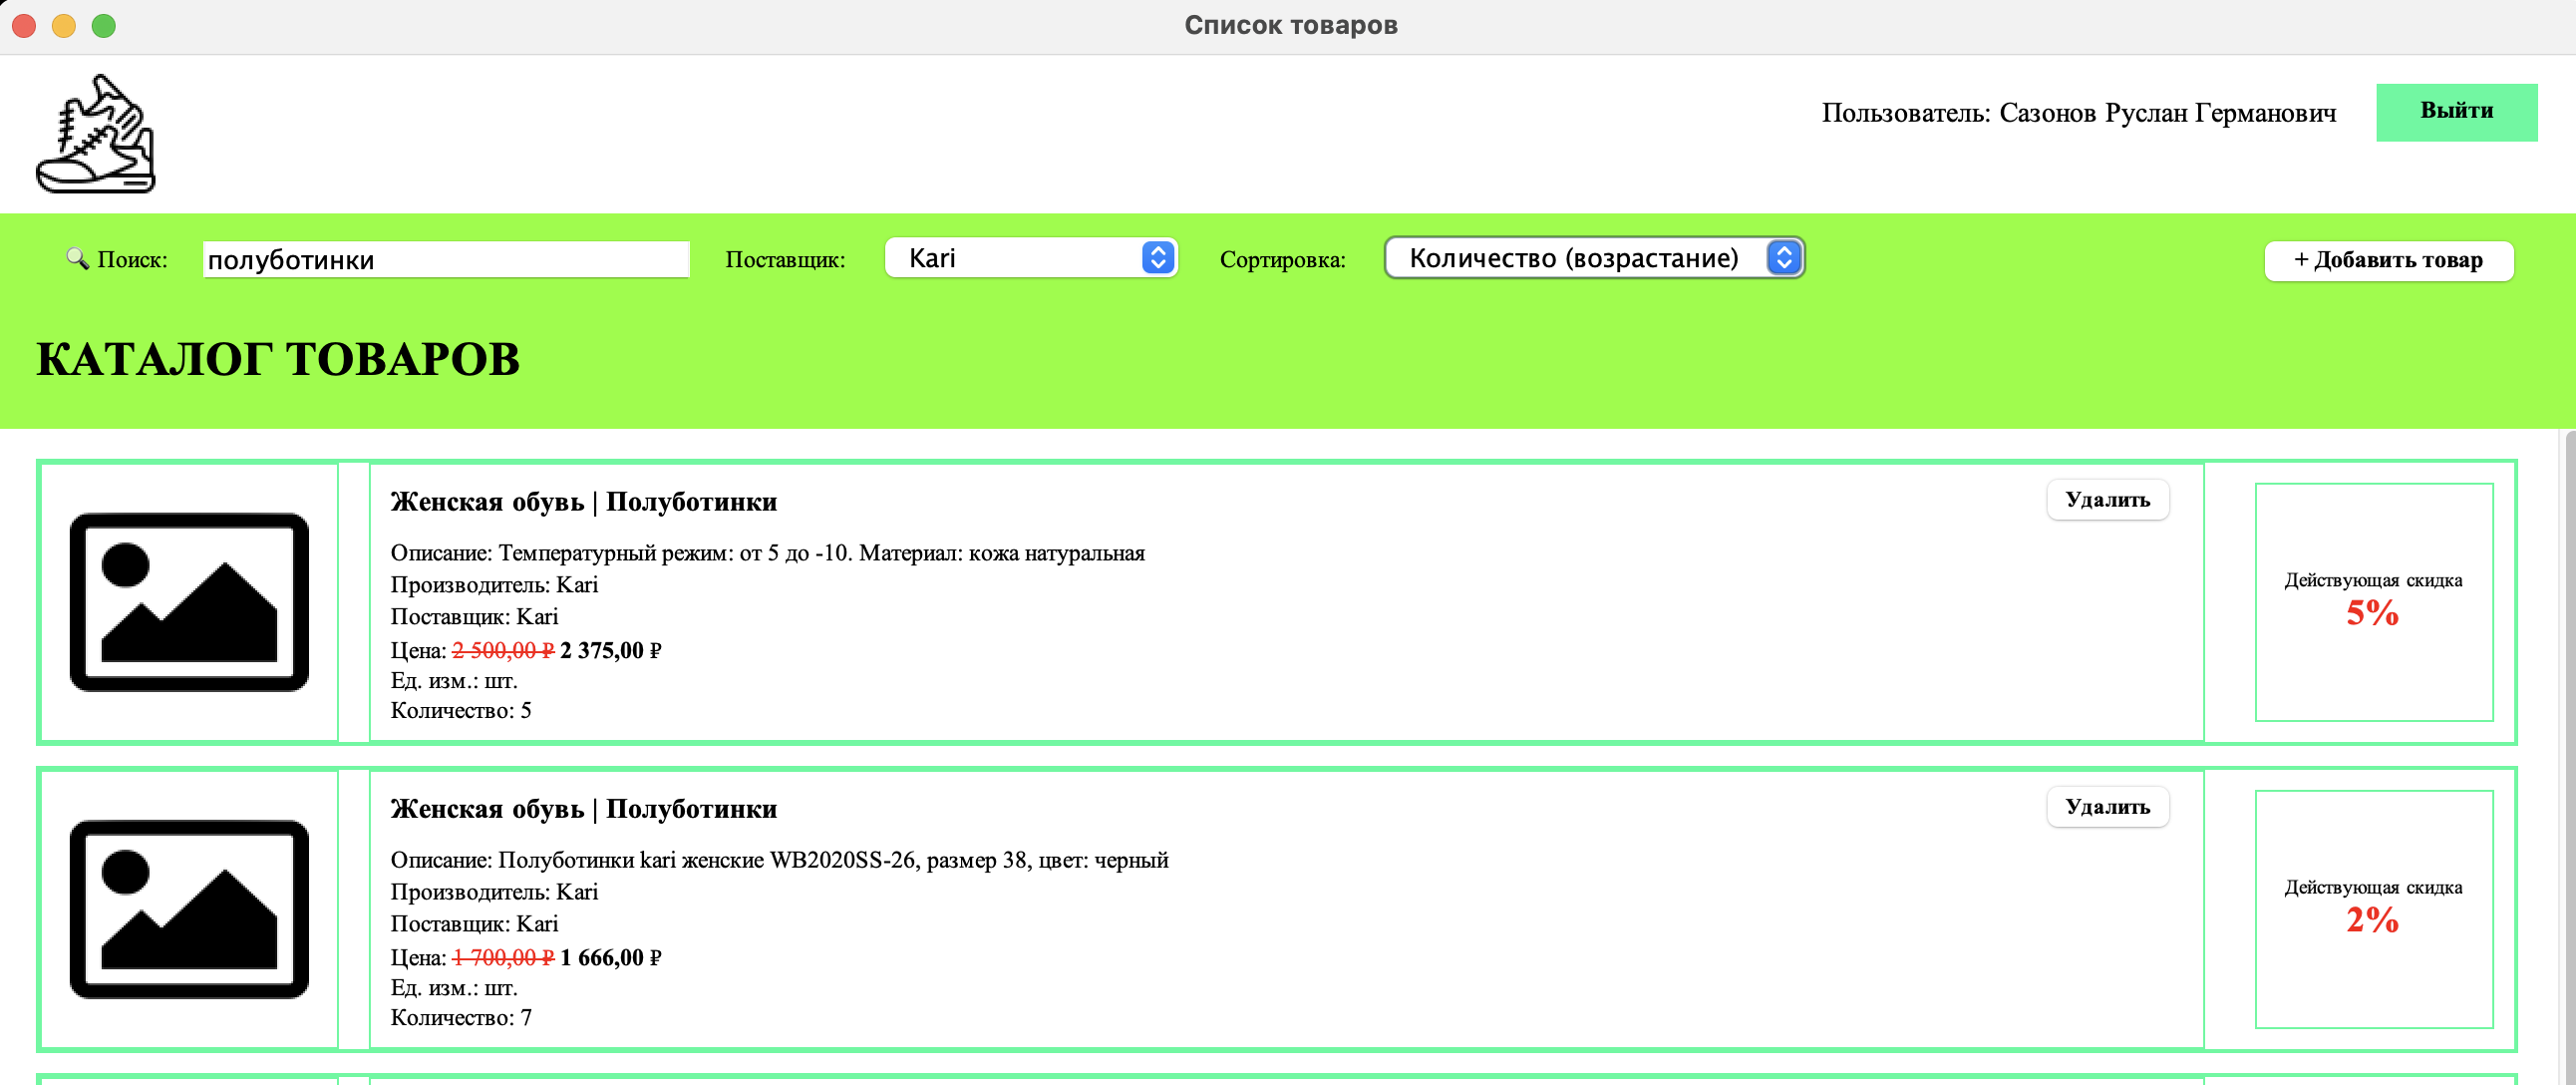 Список товаров
Пользователь: Сазонов Руслан Германович
Выйти
Поиск: полуботинки Поставщик: Kari Сортировка: Количество (возрастание) + Добавить товар
КАТАЛОГ ТОВАРОВ
Женская обувь | Полуботинки
Удалить
Описание: Температурный режим: от 5 до -10. Материал: кожа натуральная
Производитель: Kari
Поставщик: Kari
Цена: 2 500,00 ₽ 2 375,00 ₽
Ед. изм.: шт.
Количество: 5
Действующая скидка
5%
Женская обувь | Полуботинки
Удалить
Описание: Полуботинки kari женские WB2020SS-26, размер 38, цвет: черный
Производитель: Kari
Поставщик: Kari
Цена: 1 700,00 ₽ 1 666,00 ₽
Ед. изм.: шт.
Количество: 7
Действующая скидка
2%